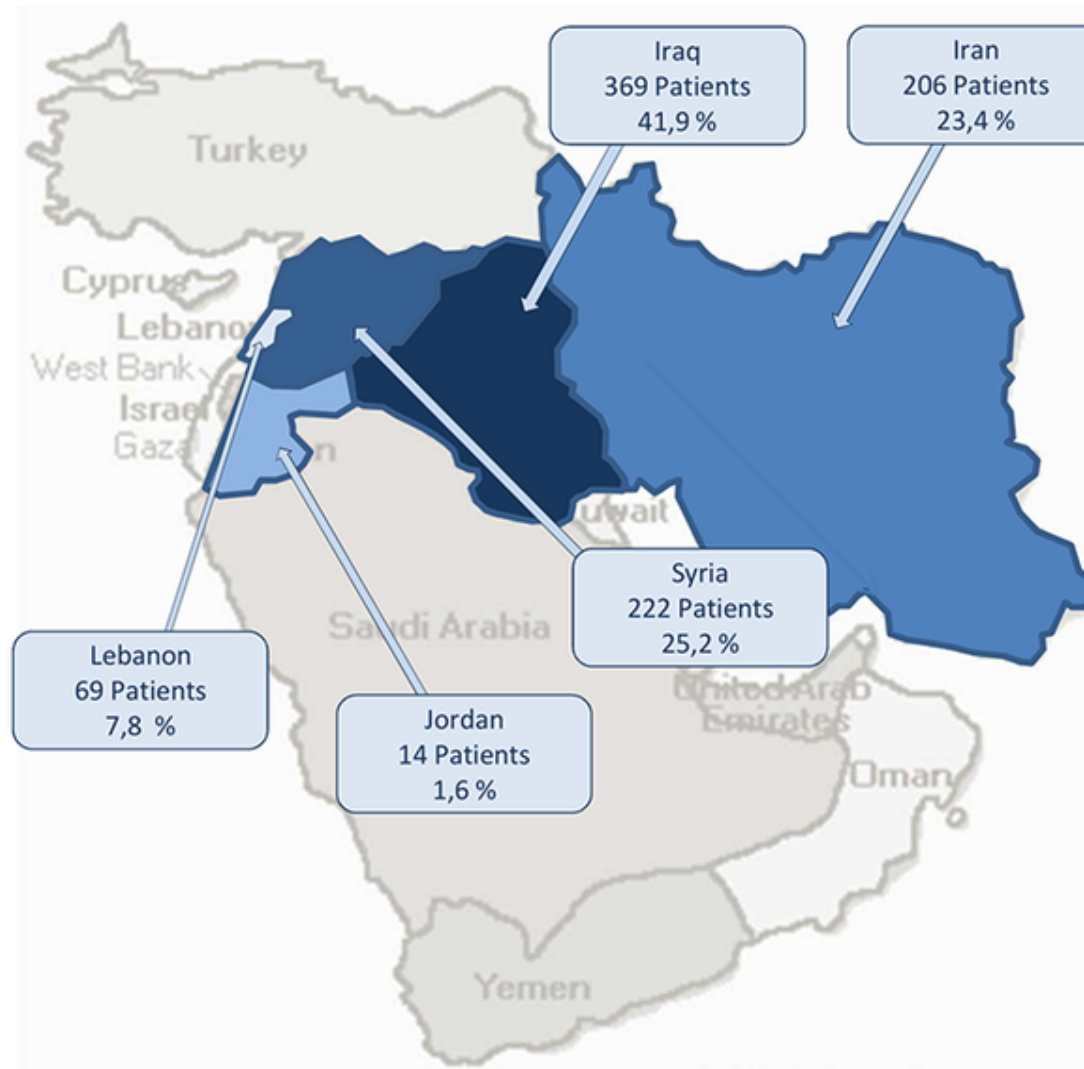 Iraq
369 Patients
41,9 %
Iran
206 Patients
23,4 %
Turkey
Cyprus
Lebanon
West Bank
Israel
Gaza
n
uwait
Syria
222 Patients
25,2 %
Saudi Arabia
Lebanon
69 Patients
7,8 %
United Arab
Emirates
Jordan
14 Patients
1,6 %
Oman
Yemen